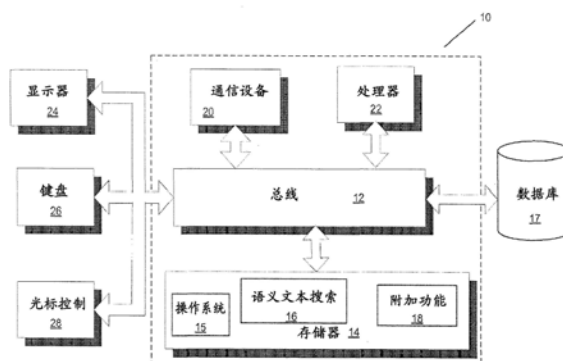 10
显示器
24
通信设备
20
处理器
22
键盘
26
总线 12
数据库
17
光标控制
28
操作系统
15
语义文本搜索
16
附加功能
18
存储器 14